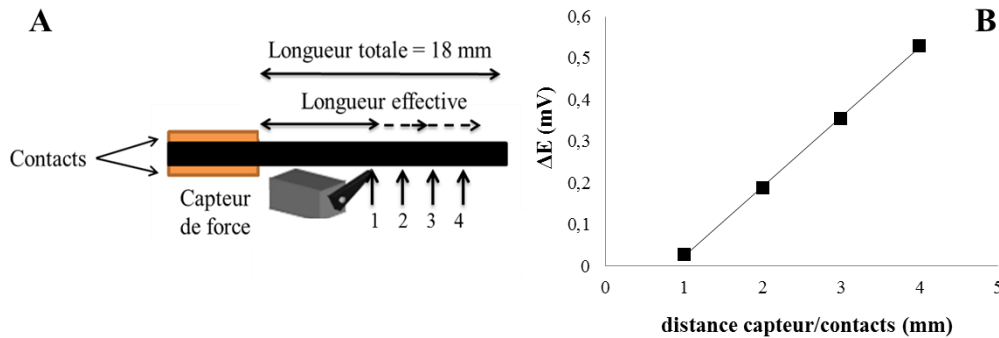 A
Longueur totale = 18 mm
Longueur effective
Contacts
Capteur
de force
1 2 3 4
B
0,6
0,5
0,4
0,3
0,2
0,1
0
ΔE (mV)
0 1 2 3 4 5
distance capteur/contacts (mm)